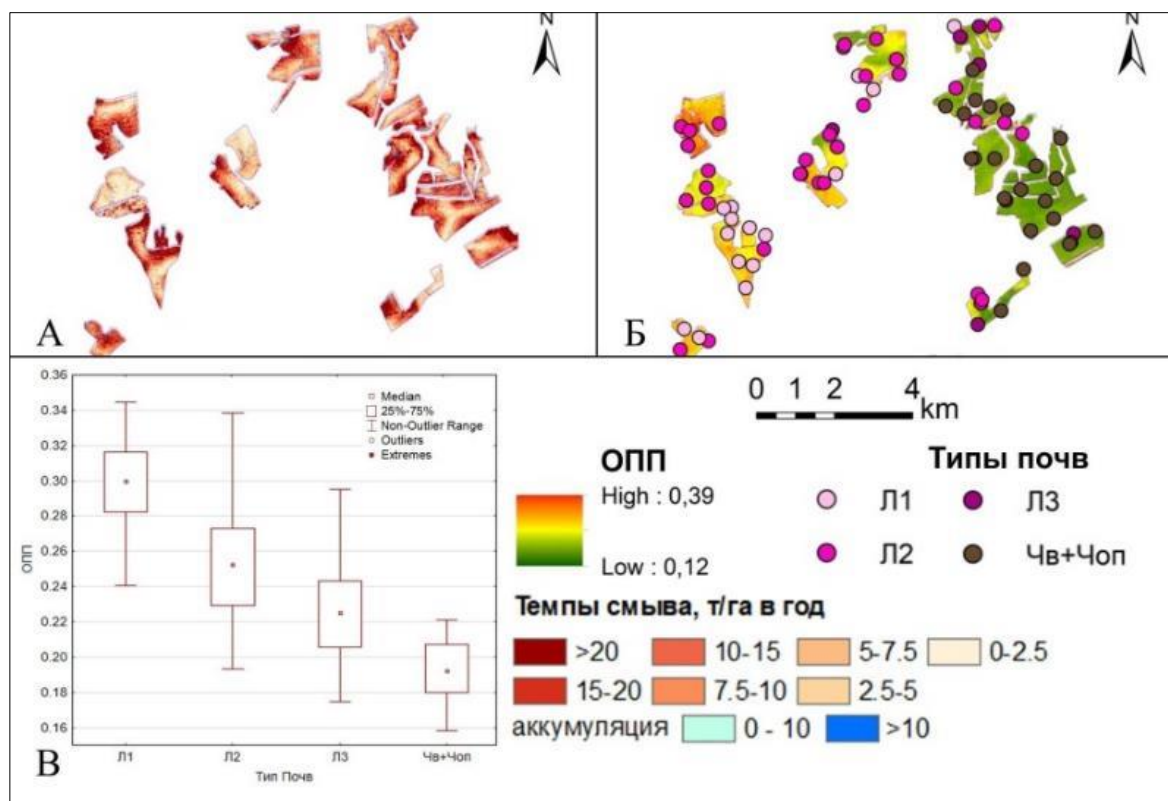 N
А
N
Б
0.36
0.34
0.32
0.30
0.28
0.26
0.24
0.22
0.20
0.18
0.16
ОПП
Median
25%-75%
Non-Outlier Range
Outliers
Extremes
Л1
Л2
Л3
Чв+Чоп
Тип Почв
В
0 1 2 4
km
ОПП
High : 0,39
Low : 0,12
Типы почв
Л1
Л3
Л2
Чв+Чоп
Темпы смыва, т/га в год
>20
10-15
5-7.5
0-2.5
15-20
7.5-10
2.5-5
аккумуляция
0 - 10
>10